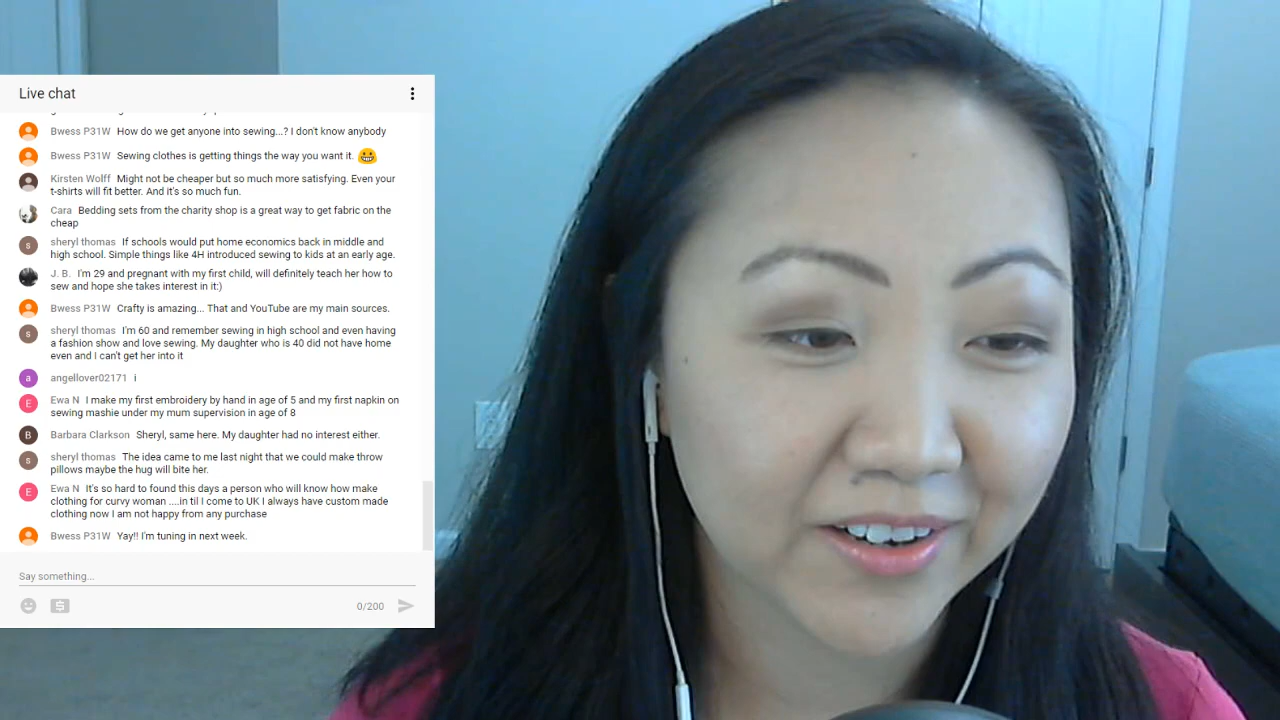 Live chat
Bwess P31W How do we get anyone into sewing...? I don't know anybody
Bwess P31W Sewing clothes is getting things the way you want it. 😀
Kirsten Wolff Might not be cheaper but so much more satisfying. Even your
t-shirts will fit better. And it's so much fun.
Cara Bedding sets from the charity shop is a great way to get fabric on the
cheap
s sheryl thomas If schools would put home economics back in middle and
high school. Simple things like 4H introduced sewing to kids at an early age.
J. B. I'm 29 and pregnant with my first child, will definitely teach her how to
sew and hope she takes interest in it:)
Bwess P31W Crafty is amazing... That and YouTube are my main sources.
s sheryl thomas I'm 60 and remember sewing in high school and even having
a fashion show and love sewing. My daughter who is 40 did not have home
even and I can't get her into it
a angellover02171 i
E Ewa N I make my first embroidery by hand in age of 5 and my first napkin on
sewing mashie under my mum supervision in age of 8
B Barbara Clarkson Sheryl, same here. My daughter had no interest either.
s sheryl thomas The idea came to me last night that we could make throw
pillows maybe the hug will bite her.
E Ewa N It's so hard to found this days a person who will know how make
clothing for curvy woman ....in til I come to UK I always have custom made
clothing now I am not happy from any purchase
Bwess P31W Yay!! I'm tuning in next week.
Say something...
0/200